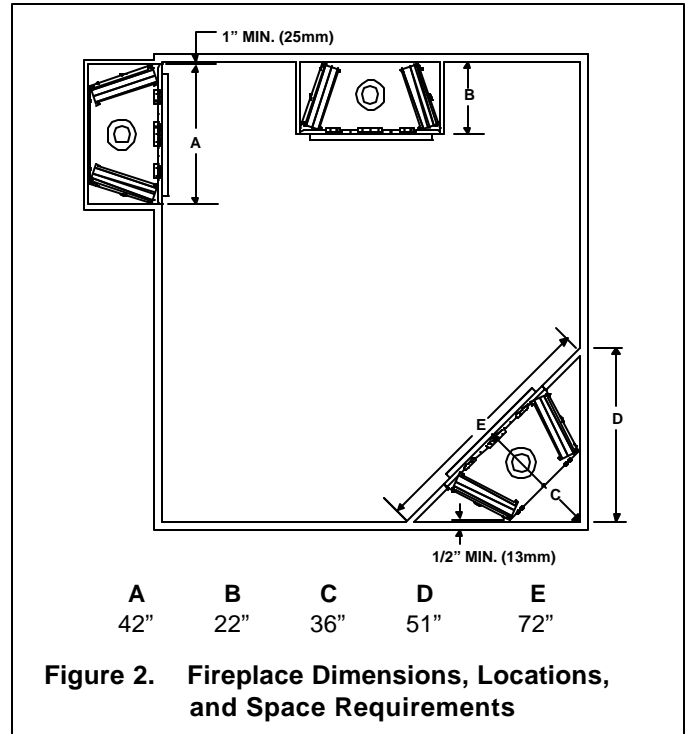 1” MIN. (25mm)
A
B
E
D
C
1/2” MIN. (13mm)
A B C D E
42” 22” 36” 51” 72”
Figure 2. Fireplace Dimensions, Locations,
and Space Requirements